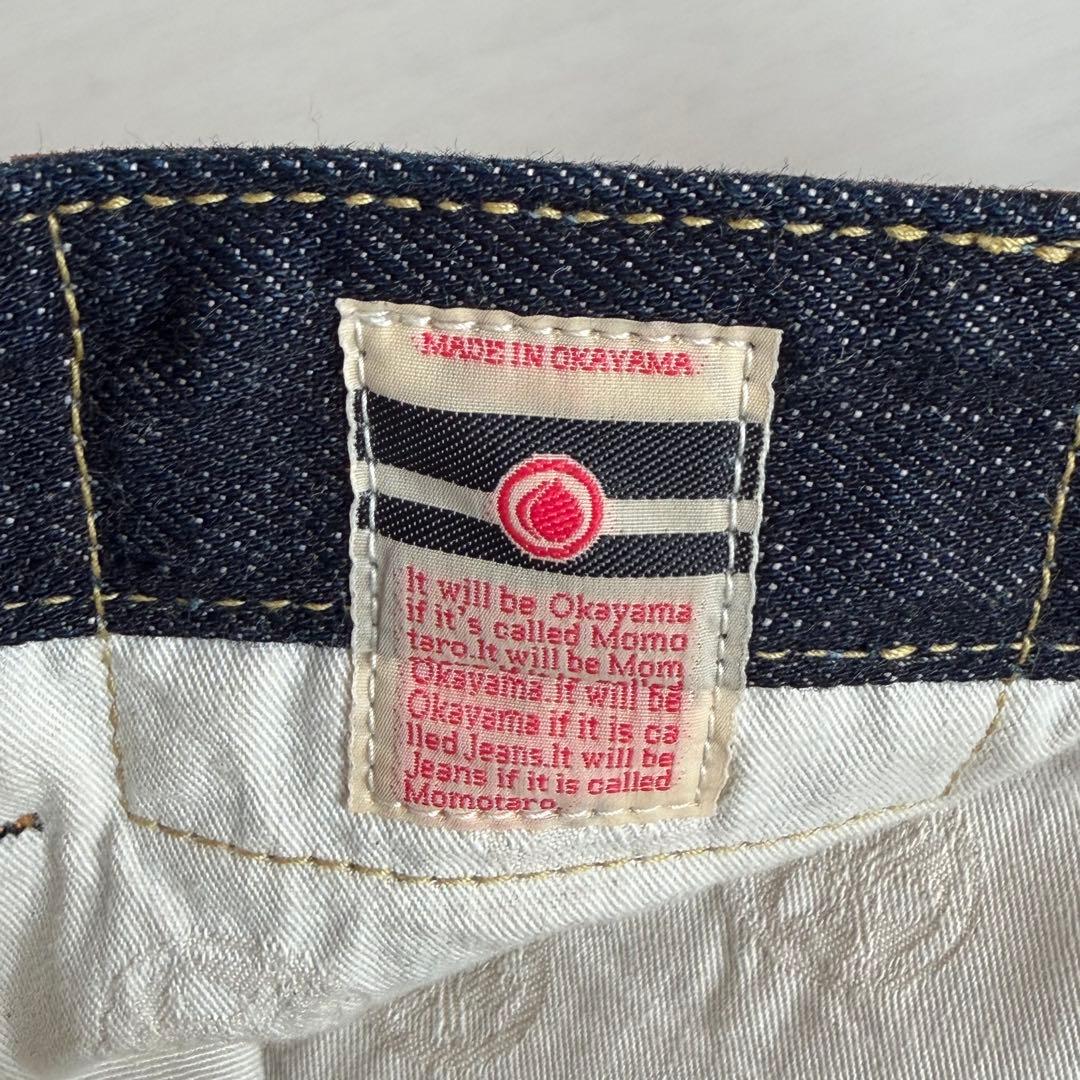 MADE IN OKAYAMA
It will be Okayama
if it's called Momo
taro.It will be Mom
Okayama if will be
Okayama if it is ca
lled Jeans.It will be
Jeans if it is called
Momotaro.